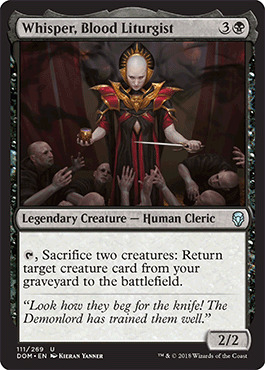 Whisper, Blood Liturgist 3
Legendary Creature — Human Cleric
, Sacrifice two creatures: Return
target creature card from your
graveyard to the battlefield.
“Look how they beg for the knife! The
Demonlord has trained them well.”
2/2
111/269 U
DOM • EN KIERAN YANNER
™ & © 2018 Wizards of the Coast